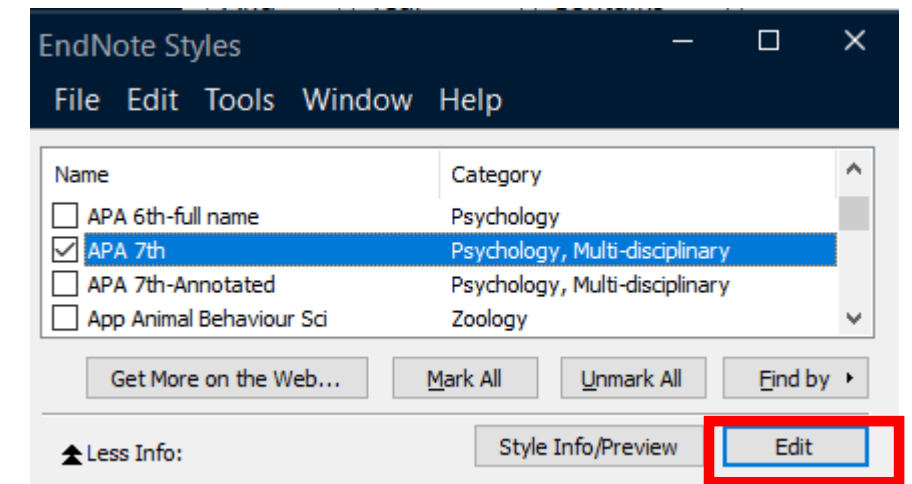 EndNote Styles
File Edit Tools Window Help
Name Category
APA 6th-full name Psychology
APA 7th Psychology, Multi-disciplinary
APA 7th-Annotated Psychology, Multi-disciplinary
App Animal Behaviour Sci Zoology
Get More on the Web... Mark All Unmark All Find by
Less Info: Style Info/Preview Edit